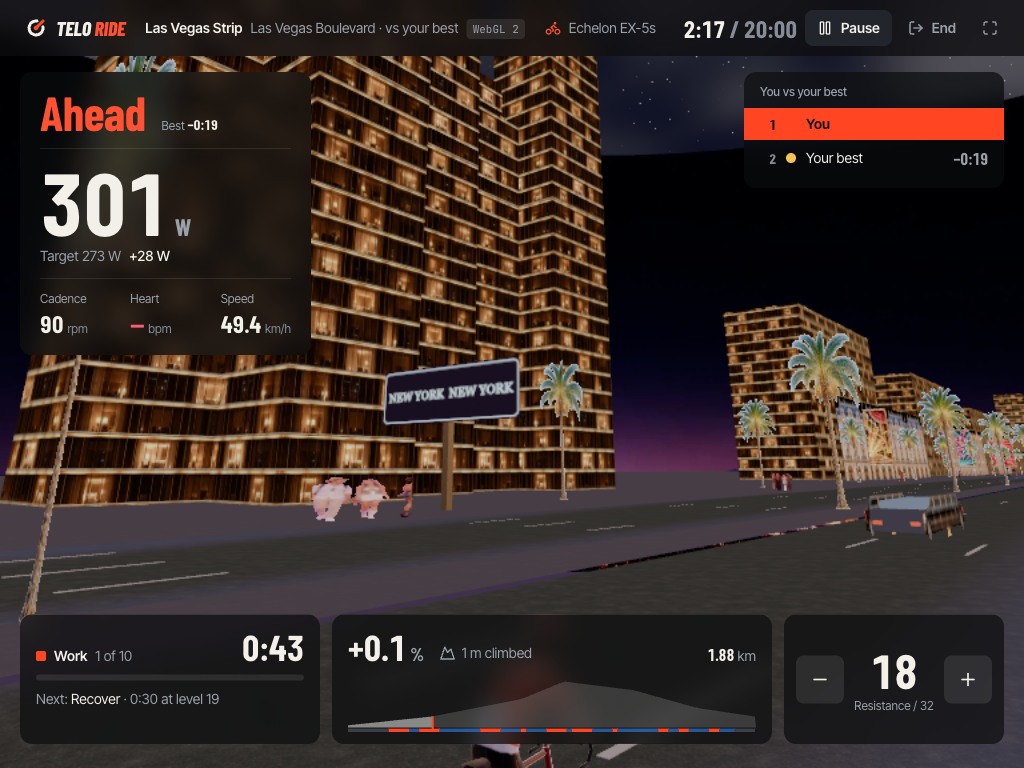 TELO RIDE
Las Vegas Strip Las Vegas Boulevard · vs your best WebGL 2
Echelon EX-5s
2:17 / 20:00
Pause
End
Ahead
Best −0:19
301 W
Target 273 W +28 W
Cadence Heart Speed
90 rpm — bpm 49.4 km/h
You vs your best
1 You
2 Your best −0:19
NEW YORK NEW YORK
Work 1 of 10 0:43
Next: Recover · 0:30 at level 19
+0.1 % 1 m climbed 1.88 km
− 18 +
Resistance / 32